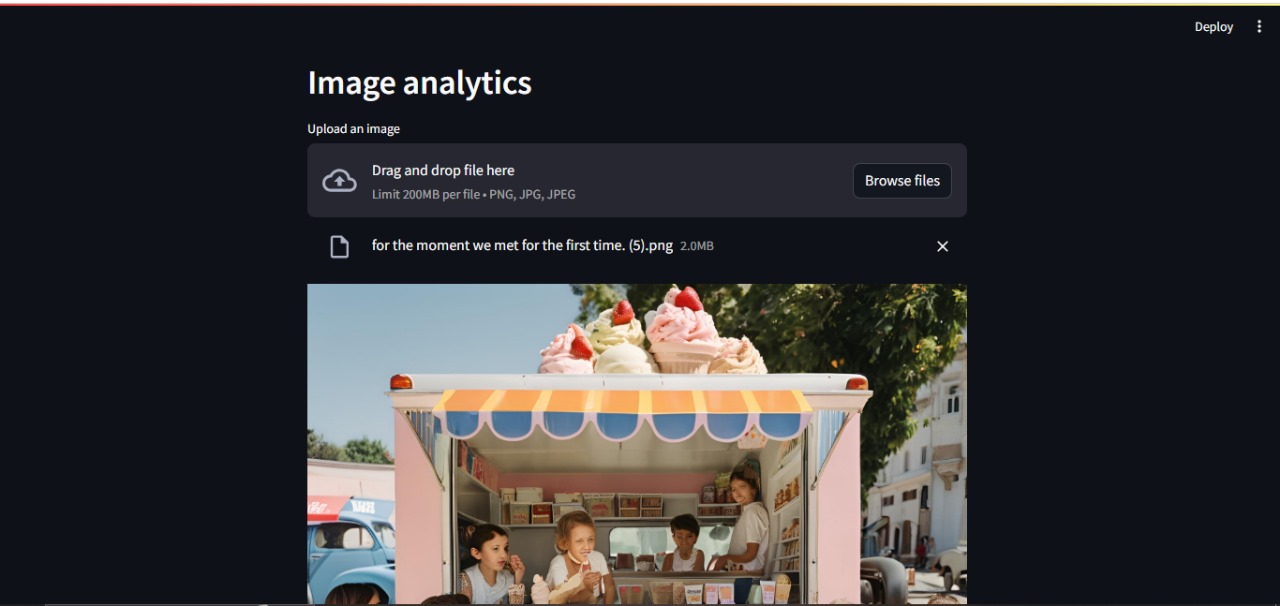 Deploy
Image analytics
Upload an image
Drag and drop file here
Limit 200MB per file • PNG, JPG, JPEG
Browse files
for the moment we met for the first time. (5).png 2.0MB